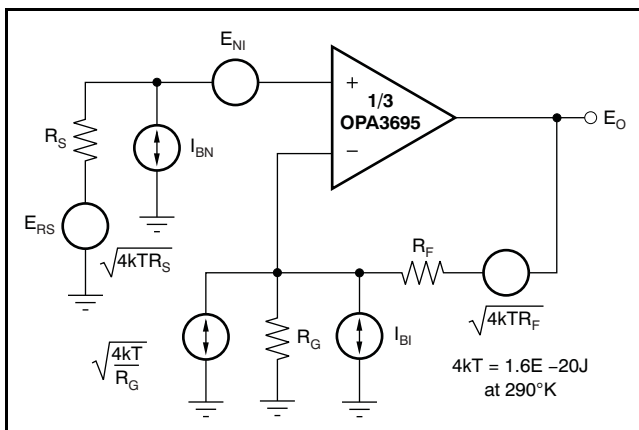 E_NI
+
1/3
OPA3695
−
E_O
R_S
I_BN
E_RS
√4kTR_S
R_F
√4kTR_F
√4kT/R_G
R_G
I_BI
4kT = 1.6E −20J
at 290°K